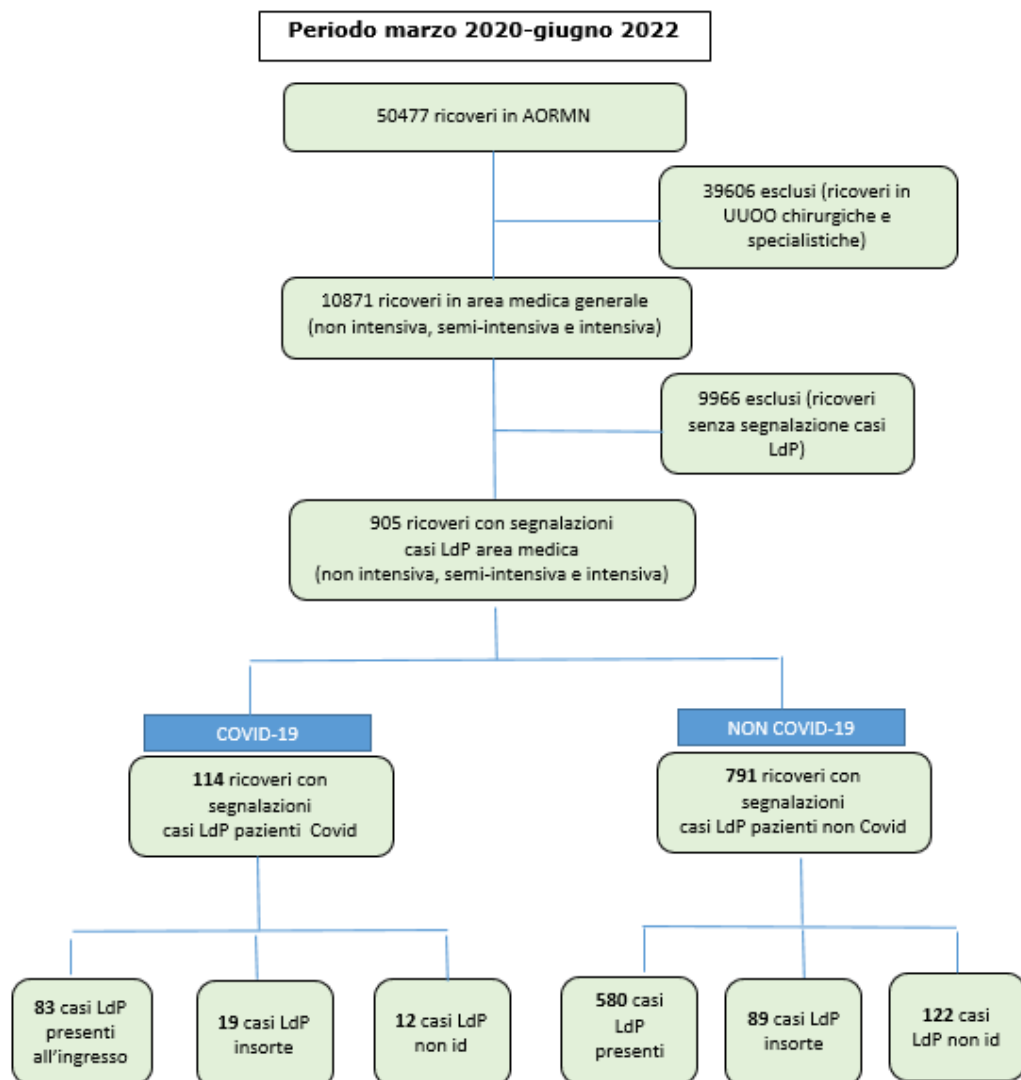 Periodo marzo 2020-giugno 2022
50477 ricoveri in AORMN
39606 esclusi (ricoveri in
UUOO chirurgiche e
specialistiche)
10871 ricoveri in area medica generale
(non intensiva, semi-intensiva e intensiva)
9966 esclusi (ricoveri
senza segnalazione casi
LdP)
905 ricoveri con segnalazioni
casi LdP area medica
(non intensiva, semi-intensiva e intensiva)
COVID-19
114 ricoveri con
segnalazioni
casi LdP pazienti Covid
NON COVID-19
791 ricoveri con
segnalazioni
casi LdP pazienti non Covid
83 casi LdP
presenti
all'ingresso
19 casi LdP
insorte
12 casi LdP
non id
580 casi
LdP
presenti
89 casi LdP
insorte
122 casi
LdP non id